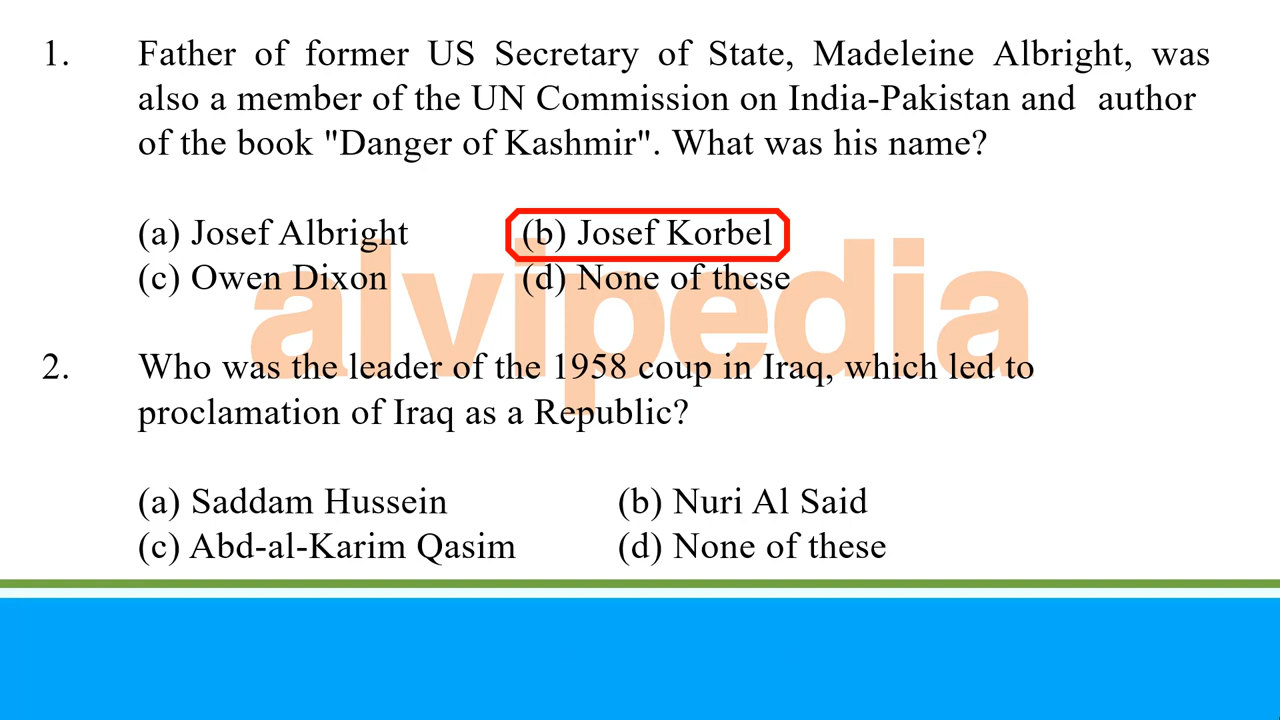 1. Father of former US Secretary of State, Madeleine Albright, was
also a member of the UN Commission on India-Pakistan and author
of the book "Danger of Kashmir". What was his name?
(a) Josef Albright (b) Josef Korbel
(c) Owen Dixon (d) None of these
alvipedia
2. Who was the leader of the 1958 coup in Iraq, which led to
proclamation of Iraq as a Republic?
(a) Saddam Hussein (b) Nuri Al Said
(c) Abd-al-Karim Qasim (d) None of these